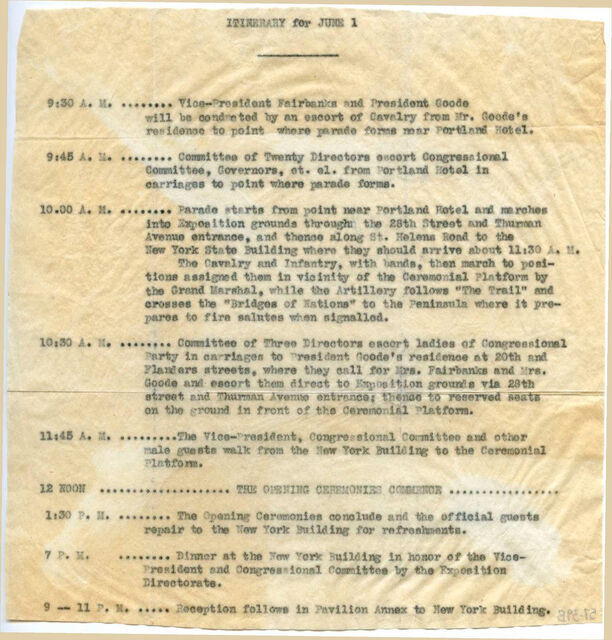 ITINERARY for JUNE 1
9:30 A. M. ........ Vice-President Fairbanks and President Goode
will be conducted by an escort of Cavalry from Mr. Goode's
residence to point where parade forms near Portland Hotel.
9:45 A. M. ........ Committee of Twenty Directors escort Congressional
Committee, Governors, et. el. from Portland Hotel in
carriages to point where parade forms.
10.00 A. M. ........ Parade starts from point near Portland Hotel and marches
into Exposition grounds through the 28th Street and Thurman
Avenue entrance, and thence along St. Helens Road to the
New York State Building where they should arrive about 11:30 A. M.
The Cavalry and Infantry, with bands, then march to posi-
tions assigned them in vicinity of the Ceremonial Platform by
the Grand Marshal, while the Artillery follows "The Trail" and
crosses the "Bridges of Nations" to the Peninsula where it pre-
pares to fire salutes when signalled.
10:30 A. M. ........ Committee of Three Directors escort ladies of Congressional
Party in carriages to President Goode's residence at 20th and
Flanders streets, where they call for Mrs. Fairbanks and Mrs.
Goode and escort them direct to Exposition grounds via 28th
street and Thurman Avenue entrance; thence to reserved seats
on the ground in front of the Ceremonial Platform.
11:45 A. M. .........The Vice-President, Congressional Committee and other
male guests walk from the New York Building to the Ceremonial
Platform.
12 NOON .................... THE OPENING CEREMONIES COMMENCE .................
1:30 P. M. ........ The Opening Ceremonies conclude and the official guests
repair to the New York Building for refreshments.
7 P. M. ........ Dinner at the New York Building in honor of the Vice-
President and Congressional Committee by the Exposition
Directorate.
9 -- 11 P. M. ..... Reception follows in Pavilion Annex to New York Building.